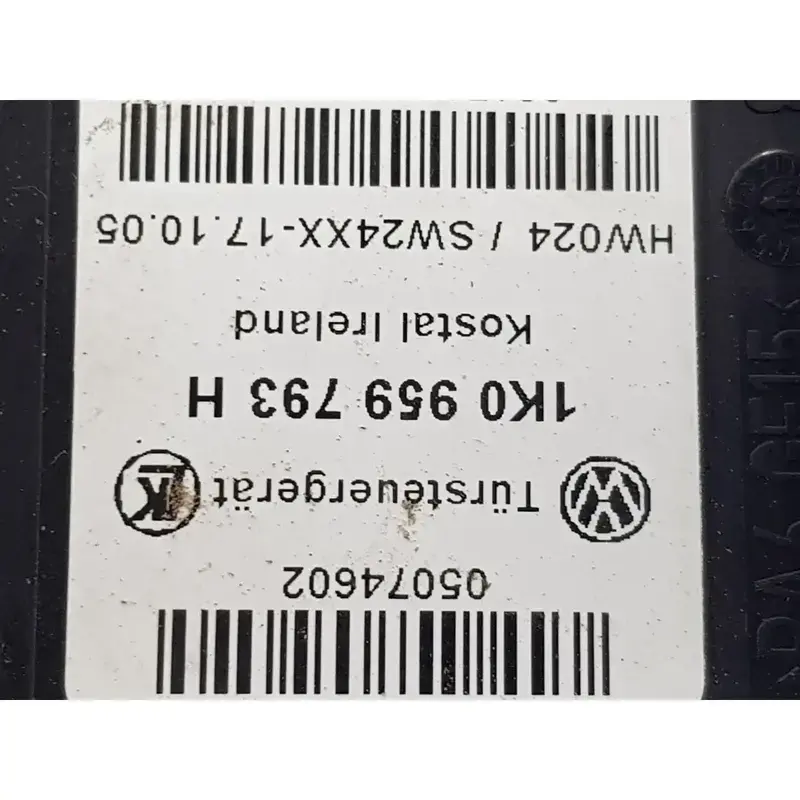 05074602
Türsteuergerät
1K0 959 793 H
Kostal Ireland
HW024 / SW24XX-17.10.05